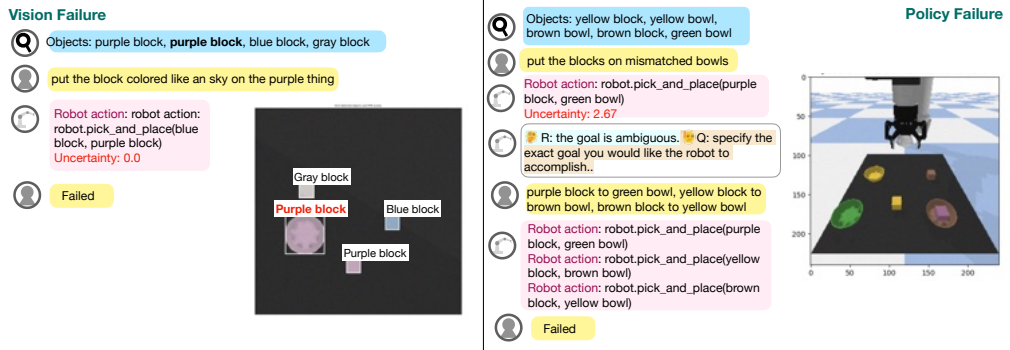 Vision Failure
Objects: purple block, purple block, blue block, gray block
put the block colored like an sky on the purple thing
Robot action: robot action:
robot.pick_and_place(blue
block, purple block)
Uncertainty: 0.0
Failed
Gray block
Purple block
Blue block
Purple block
Policy Failure
Objects: yellow block, yellow bowl,
brown bowl, brown block, green bowl
put the blocks on mismatched bowls
Robot action: robot.pick_and_place(purple
block, green bowl)
Uncertainty: 2.67
R: the goal is ambiguous. Q: specify the
exact goal you would like the robot to
accomplish..
purple block to green bowl, yellow block to
brown bowl, brown block to yellow bowl
Robot action: robot.pick_and_place(purple
block, green bowl)
Robot action: robot.pick_and_place(yellow
block, brown bowl)
Robot action: robot.pick_and_place(brown
block, yellow bowl)
Failed
0
50
100
150
200
0 50 100 150 200